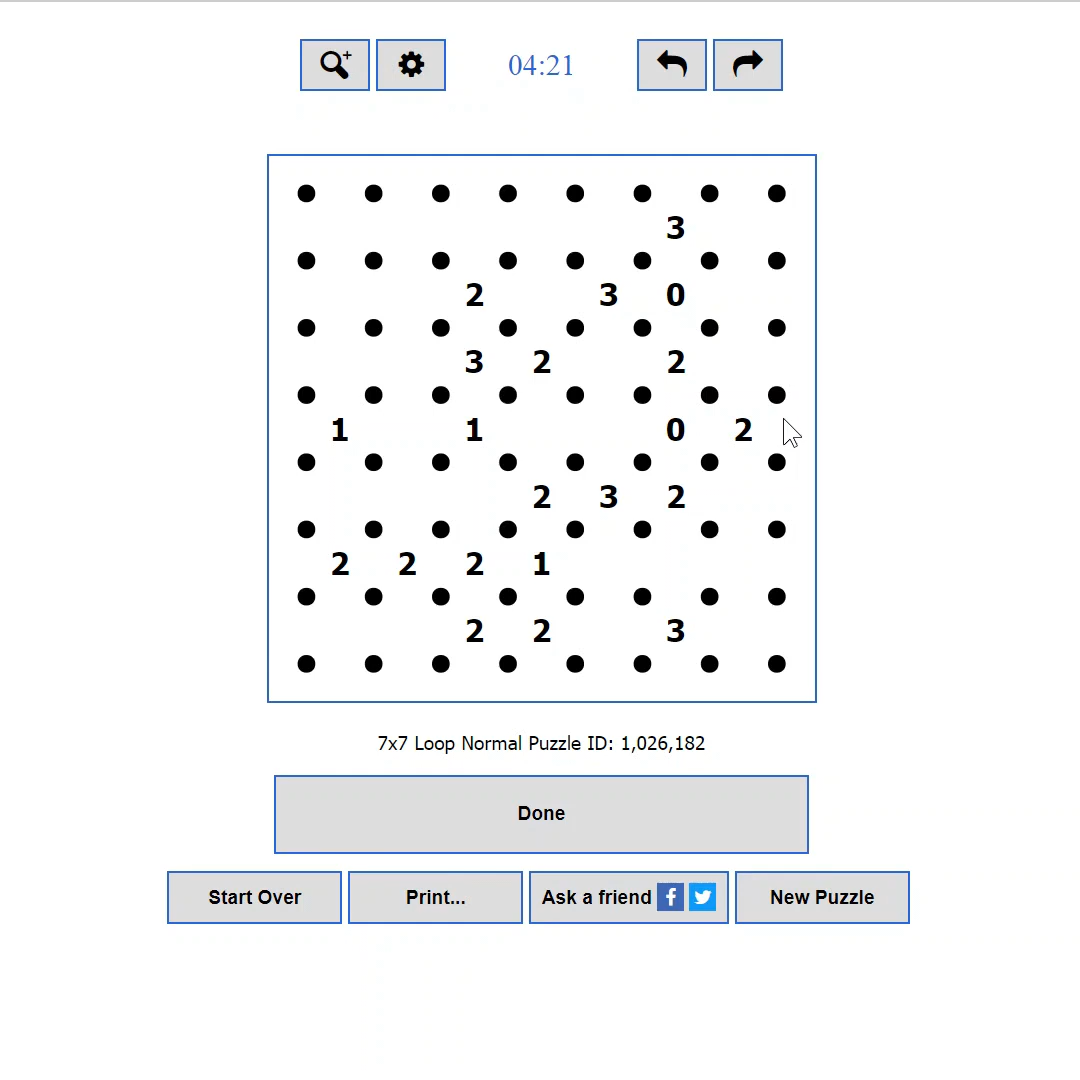 04:21
3
2 3 0
3 2 2
1 1 0 2
2 3 2
2 2 2 1
2 2 3
7x7 Loop Normal Puzzle ID: 1,026,182
Done
Start Over Print... Ask a friend New Puzzle